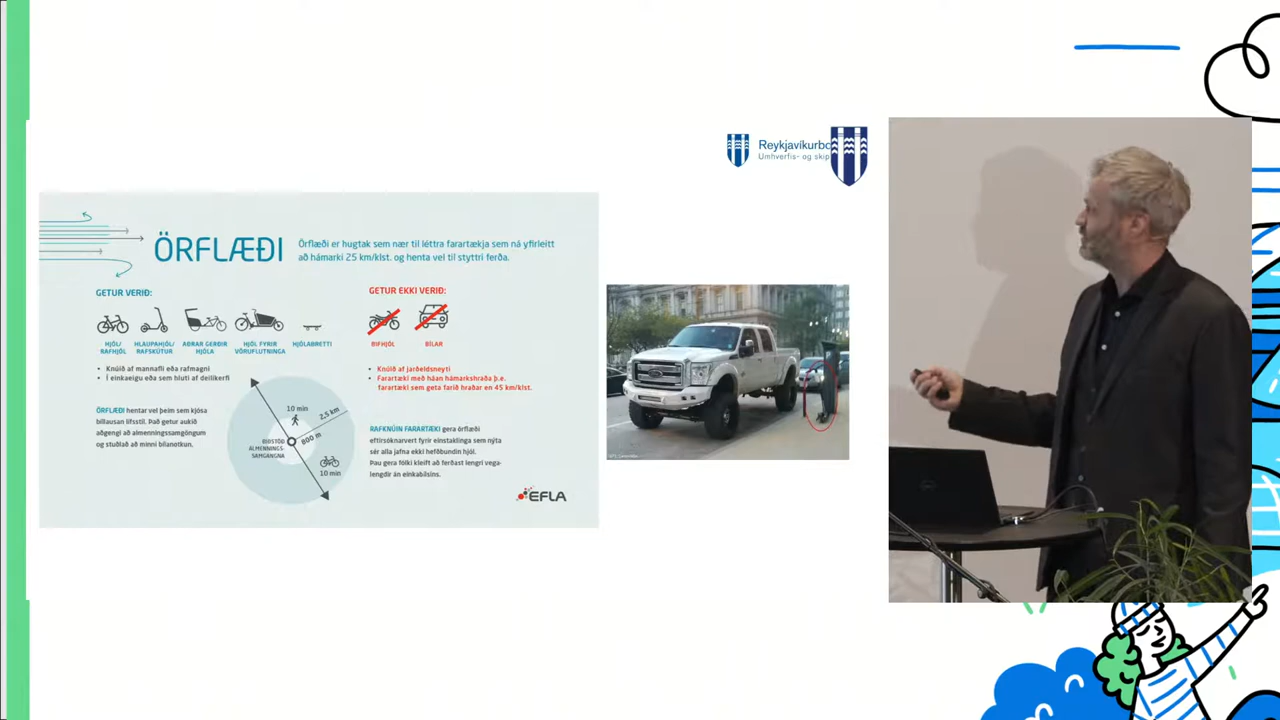 Reykjavíkurbo
Umhverfis- og skip
ÖRFLÆÐI
Örflæði er hugtak sem nær til léttra farartækja sem ná yfirleitt
að hámarki 25 km/klst. og henta vel til styttri ferða.
GETUR VERIÐ:
HJÓL/
RAFHJÓL
HLAUPAHJÓL/
RAFSKÚTUR
AÐRAR GERÐIR
HJÓLA
HJÓL FYRIR
VÖRUFLUTNINGA
HJÓLABRETTI
• Knúið af mannafli eða rafmagni
• Í einkaeigu eða sem hluti af deilikerfi
GETUR EKKI VERIÐ:
BIFHJÓL
BÍLAR
• Knúið af jarðeldsneyti
• Farartæki með háan hámarkshraða þ.e.
farartæki sem geta farið hraðar en 45 km/klst.
ÖRFLÆÐI hentar vel þeim sem kjósa
bíllausan lífsstíl. Það getur aukið
aðgengi að almenningssamgöngum
og stuðlað að minni bílanotkun.
10 min
2,5 km
800 m
BIÐSTÖÐ
ALMENNINGS-
SAMGANGNA
10 min
RAFKNÚIN FARARTÆKI gera örflæði
eftirsóknarvert fyrir einstaklinga sem nýta
sér alla jafna ekki hefðbundin hjól.
Þau gera fólki kleift að ferðast lengri vega-
lengdir án einkabílsins.
EFLA